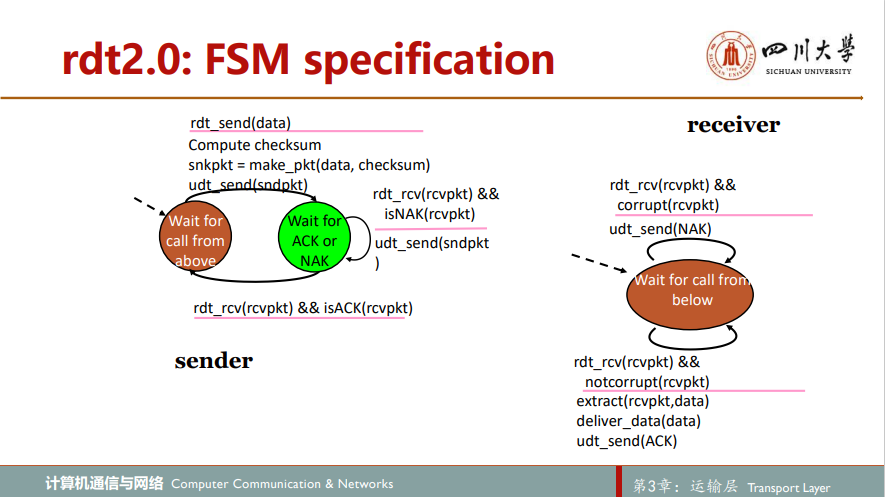 rdt2.0: FSM specification
四川大學
SICHUAN UNIVERSITY
rdt_send(data)
Compute checksum
snkpkt = make_pkt(data, checksum)
udt_send(sndpkt)
Wait for
call from
above
Wait for
ACK or
NAK
rdt_rcv(rcvpkt) &&
isNAK(rcvpkt)
udt_send(sndpkt
)
rdt_rcv(rcvpkt) && isACK(rcvpkt)
sender
receiver
rdt_rcv(rcvpkt) &&
corrupt(rcvpkt)
udt_send(NAK)
Wait for call from
below
rdt_rcv(rcvpkt) &&
notcorrupt(rcvpkt)
extract(rcvpkt,data)
deliver_data(data)
udt_send(ACK)
计算机通信与网络 Computer Communication & Networks
第3章：运输层 Transport Layer